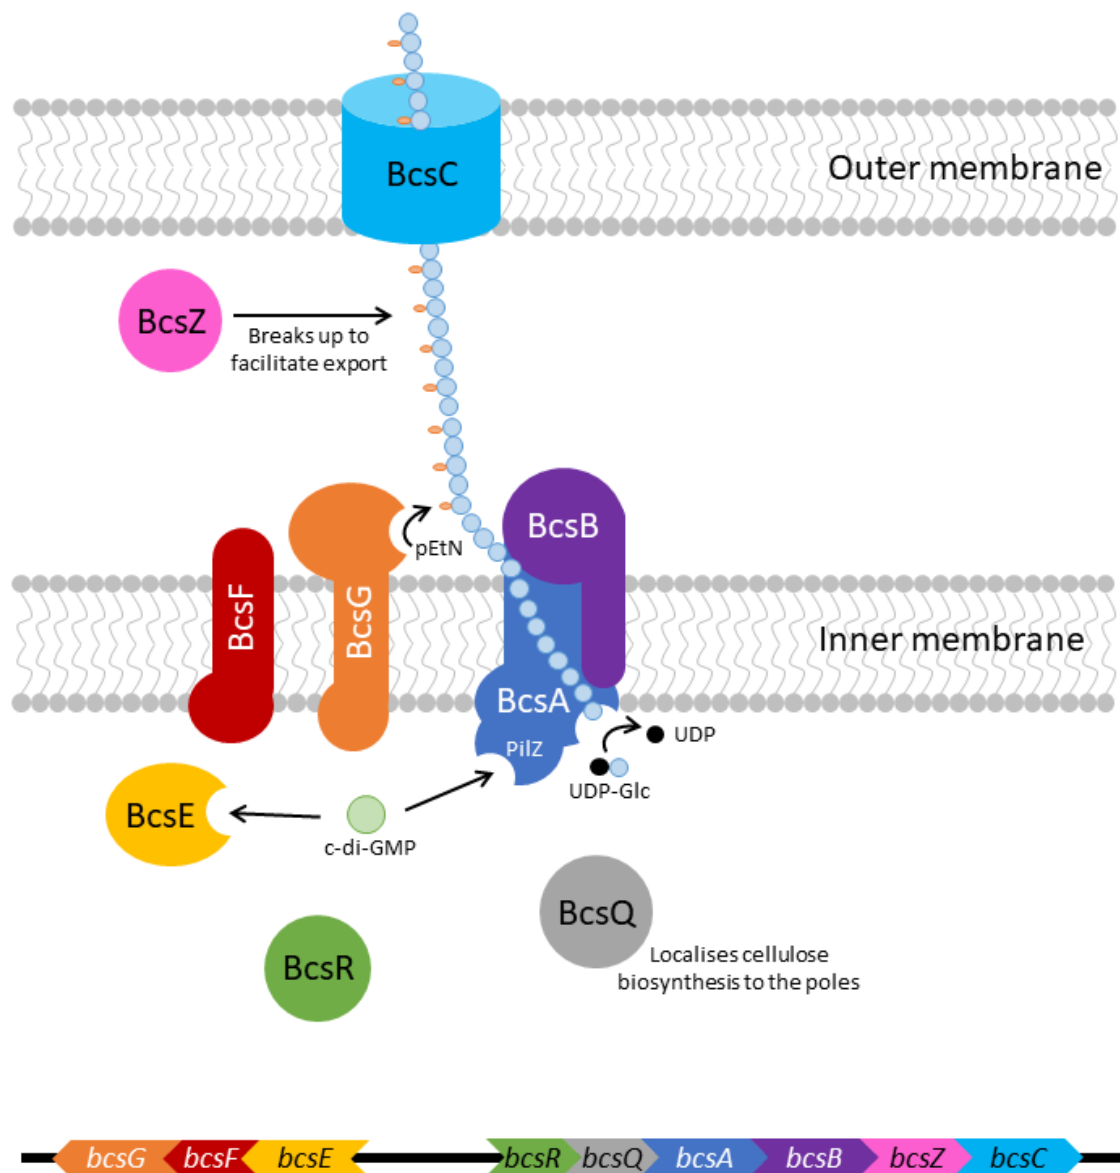 BcsC
Outer membrane
BcsZ
Breaks up to
facilitate export
BcsB
pEtN
BcsF
BcsG
Inner membrane
BcsA
PilZ
UDP
UDP-Glc
BcsE
c-di-GMP
BcsQ
Localises cellulose
biosynthesis to the poles
BcsR
bcsG bcsF bcsE bcsR bcsQ bcsA bcsB bcsZ bcsC